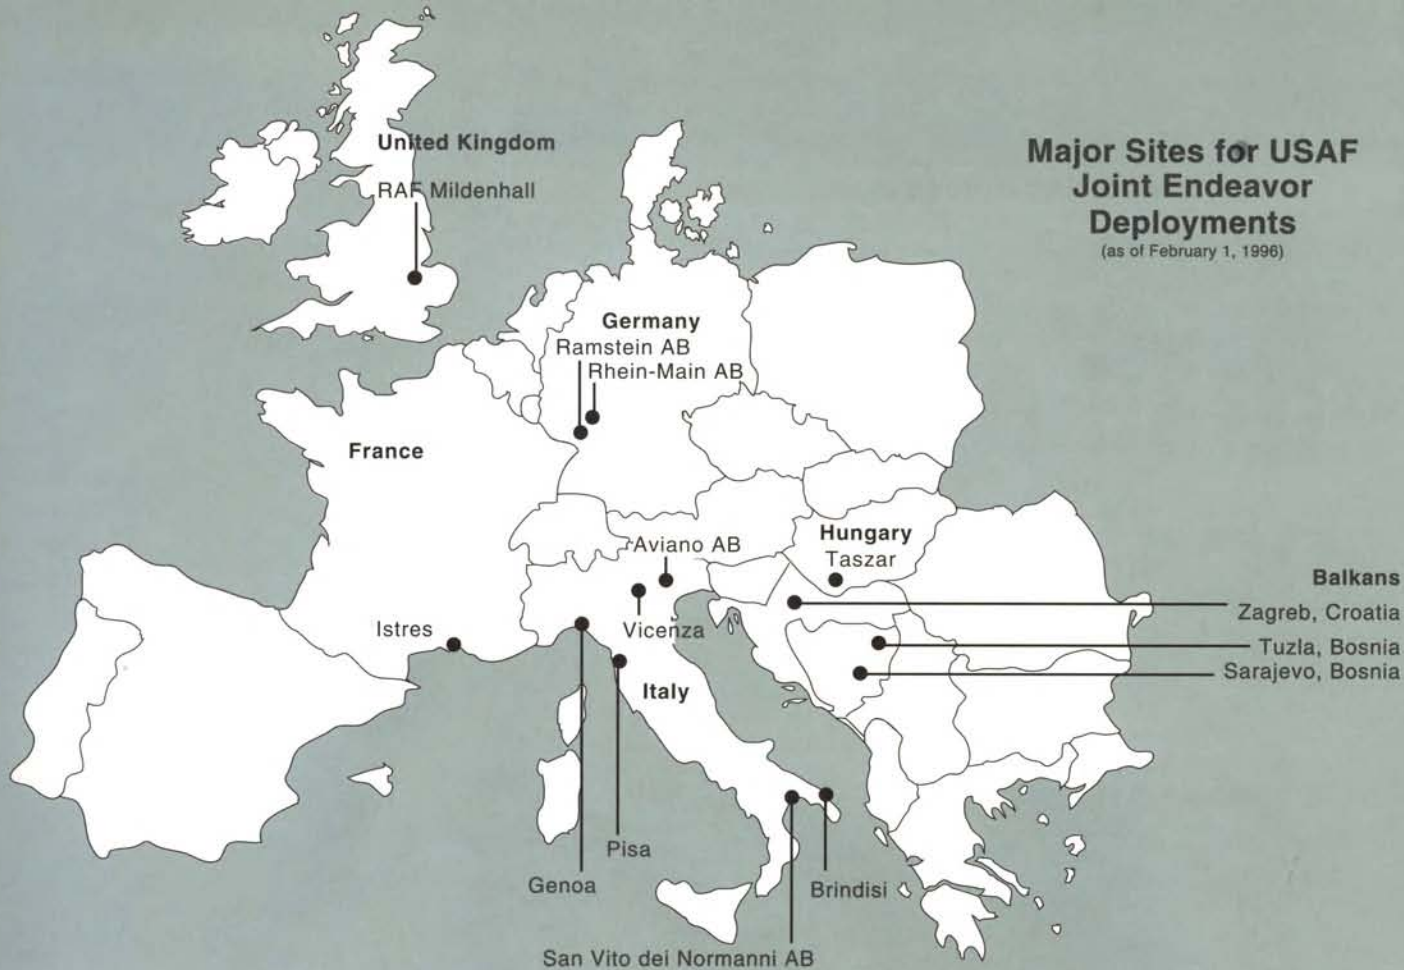 Major Sites for USAF
Joint Endeavor
Deployments
(as of February 1, 1996)
United Kingdom
RAF Mildenhall
Germany
Ramstein AB
Rhein-Main AB
France
Istres
Hungary
Taszar
Aviano AB
Vicenza
Italy
Pisa
Genoa
Brindisi
San Vito dei Normanni AB
Balkans
Zagreb, Croatia
Tuzla, Bosnia
Sarajevo, Bosnia